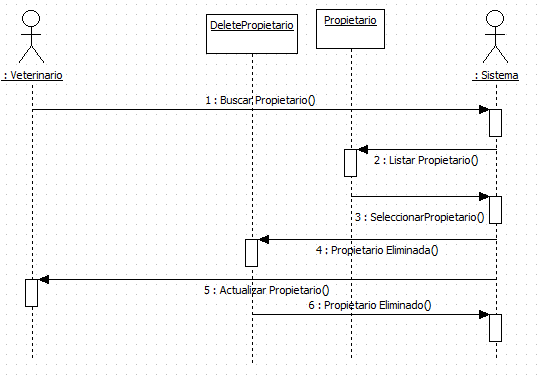 DeletePropietario
Propietario
: Veterinario
: Sistema
1 : Buscar Propietario()
2 : Listar Propietario()
3 : SeleccionarPropietario()
4 : Propietario Eliminada()
5 : Actualizar Propietario()
6 : Propietario Eliminado()